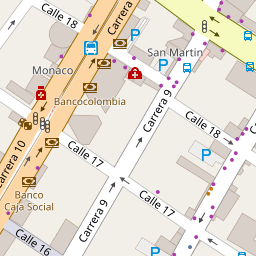 Calle 18
Carrera
P
San Martin
Monaco
Bancocolombia
P
Carrera 9
Calle 18
Carrera 10
Calle 17
P
Banco
Caja Social
Carrera 9
Calle 17
Calle 16
P